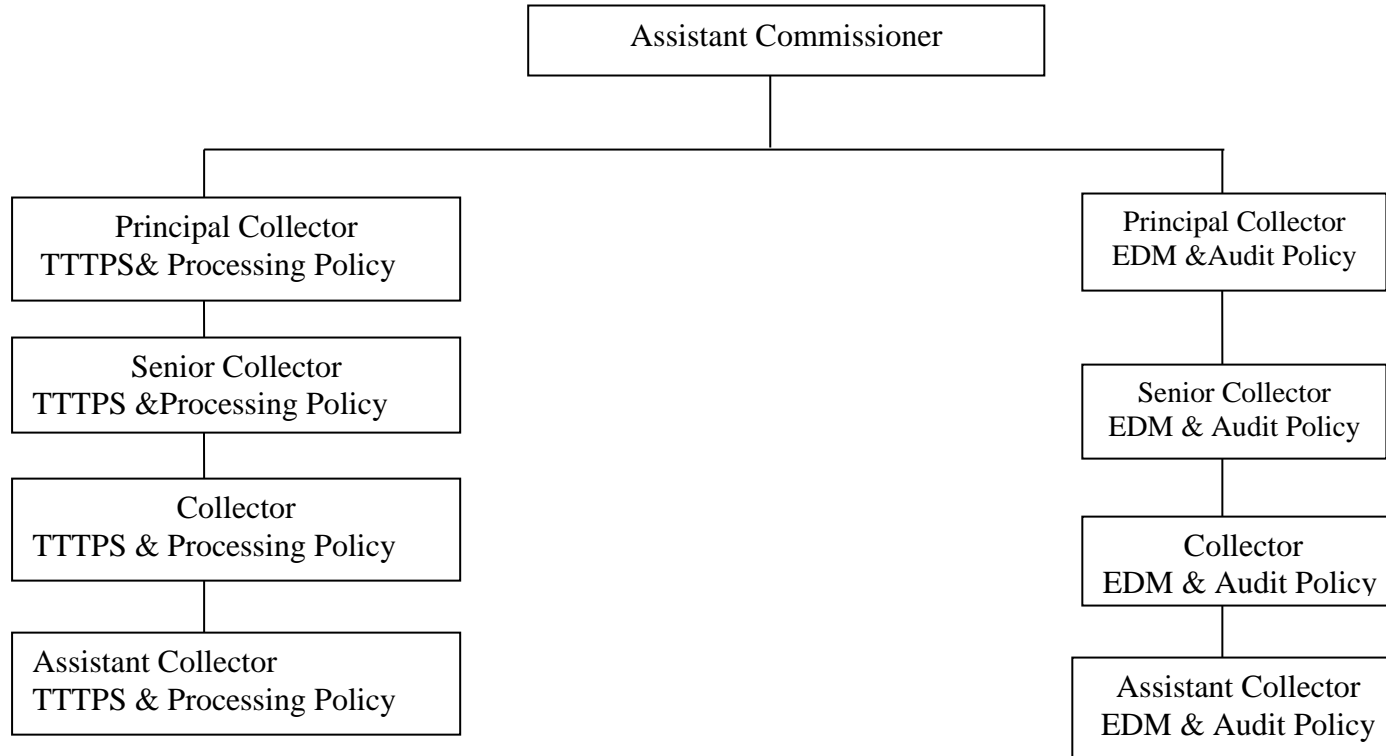 Assistant Commissioner
Principal Collector
TTTPS& Processing Policy
Senior Collector
TTTPS &Processing Policy
Collector
TTTPS & Processing Policy
Assistant Collector
TTTPS & Processing Policy
Principal Collector
EDM &Audit Policy
Senior Collector
EDM & Audit Policy
Collector
EDM & Audit Policy
Assistant Collector
EDM & Audit Policy